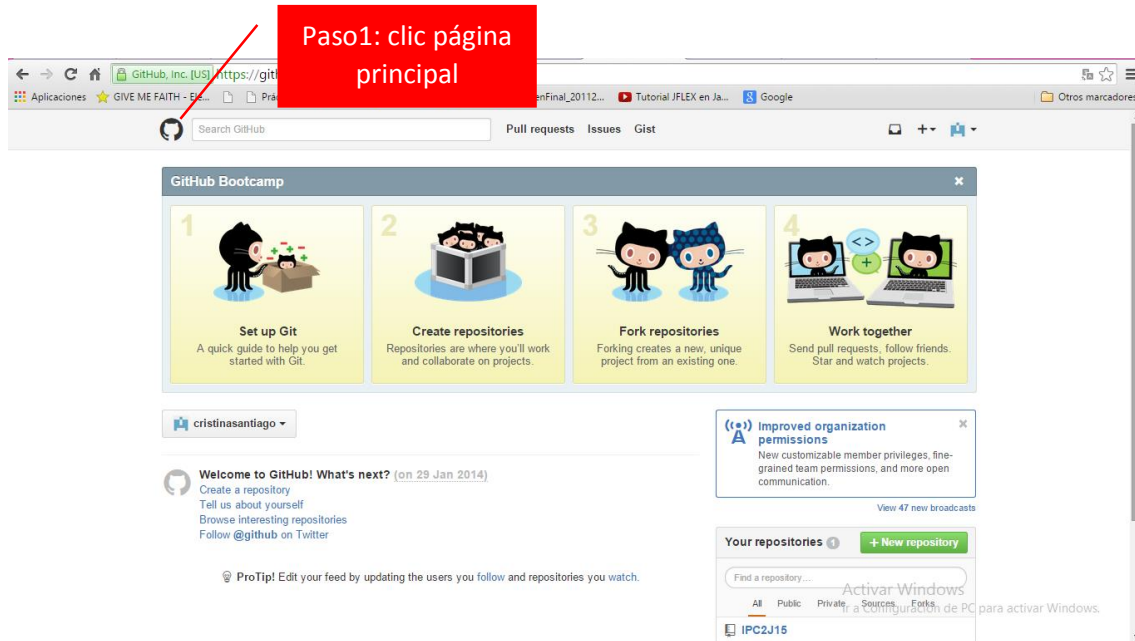 Paso1: clic página
principal
GitHub, Inc. [US] https://gitl
Aplicaciones GIVE ME FAITH - Ele... Prá enFinal_20112... Tutorial JFLEX en Ja... Google Otros marcadores
Search GitHub Pull requests Issues Gist
GitHub Bootcamp
1
Set up Git
A quick guide to help you get
started with Git.
2
Create repositories
Repositories are where you'll work
and collaborate on projects.
3
Fork repositories
Forking creates a new, unique
project from an existing one.
4
Work together
Send pull requests, follow friends.
Star and watch projects.
cristinasantiago
Welcome to GitHub! What's next? (on 29 Jan 2014)
Create a repository
Tell us about yourself
Browse interesting repositories
Follow @github on Twitter
ProTip! Edit your feed by updating the users you follow and repositories you watch.
Improved organization
permissions
New customizable member privileges, fine-
grained team permissions, and more open
communication.
View 47 new broadcasts
Your repositories 1 + New repository
Find a repository...
All Public Private Sources Forks
IPC2J15
Activar Windows
Ir a Configuración de PC para activar Windows.